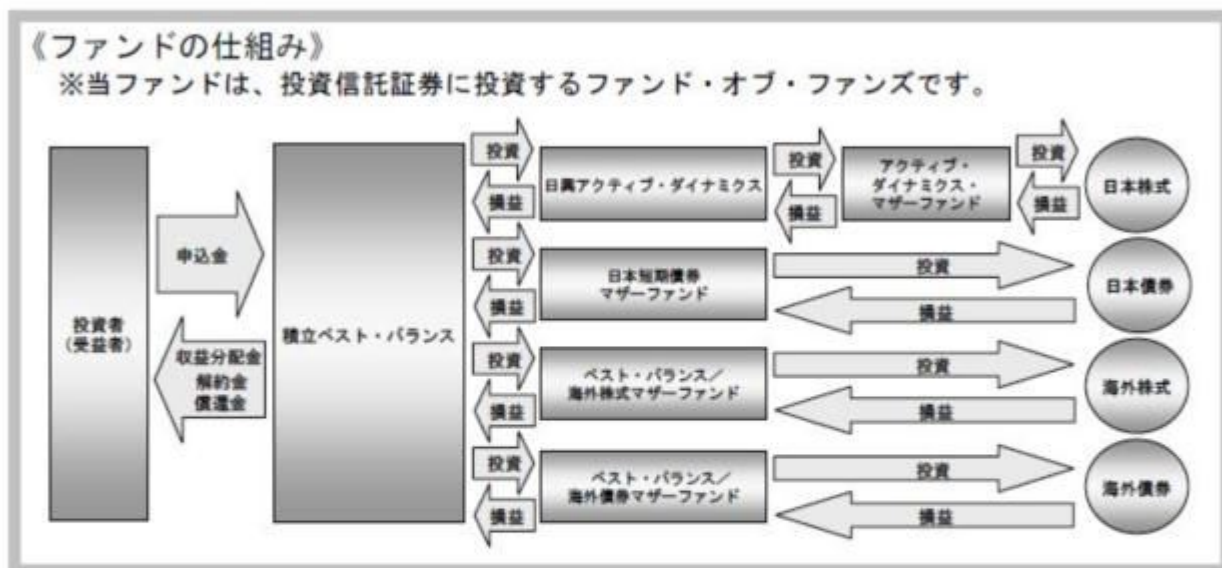 《ファンドの仕組み》
※当ファンドは、投資信託証券に投資するファンド・オブ・ファンズです。
投資者
（受益者）
申込金
収益分配金
解約金
償還金
積立ベスト・バランス
投資
損益
日興アクティブ・ダイナミクス
投資
損益
アクティブ・
ダイナミクス・
マザーファンド
投資
損益
日本株式
投資
損益
日本短期債券
マザーファンド
投資
損益
日本債券
投資
損益
ベスト・バランス／
海外株式マザーファンド
投資
損益
海外株式
投資
損益
ベスト・バランス／
海外債券マザーファンド
投資
損益
海外債券